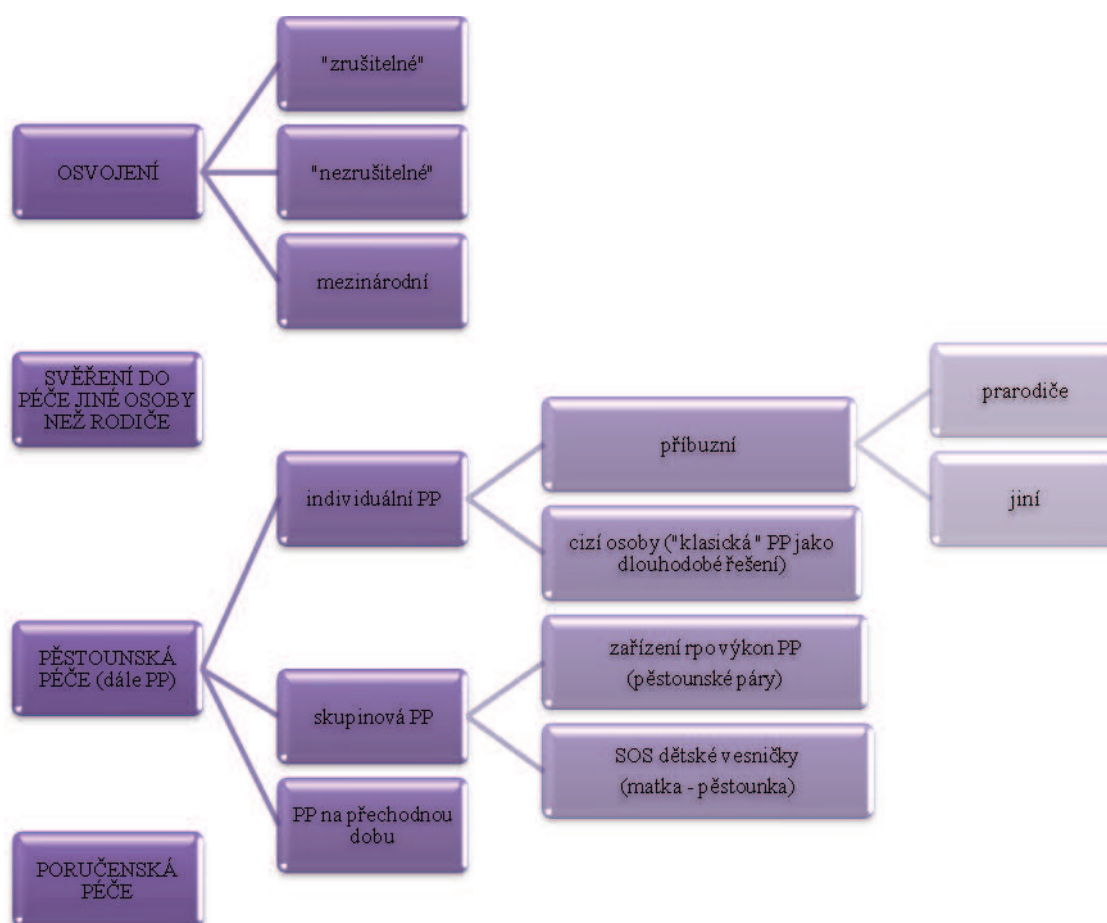 OSVOJENÍ
"zrušitelné"
"nezrušitelné"
mezinárodní
SVĚŘENÍ DO
PÉČE JINÉ OSOBY
NEŽ RODIČE
PĚSTOUNSKÁ
PÉČE (dále PP)
individuální PP
příbuzní
prarodiče
jiní
cizí osoby ("klasická" PP jako
dlouhodobé řešení)
skupinová PP
zařízení rpo výkon PP
(pěstounské páry)
SOS dětské vesničky
(matka - pěstounka)
PP na přechodnou
dobu
PORUČENSKÁ
PÉČE